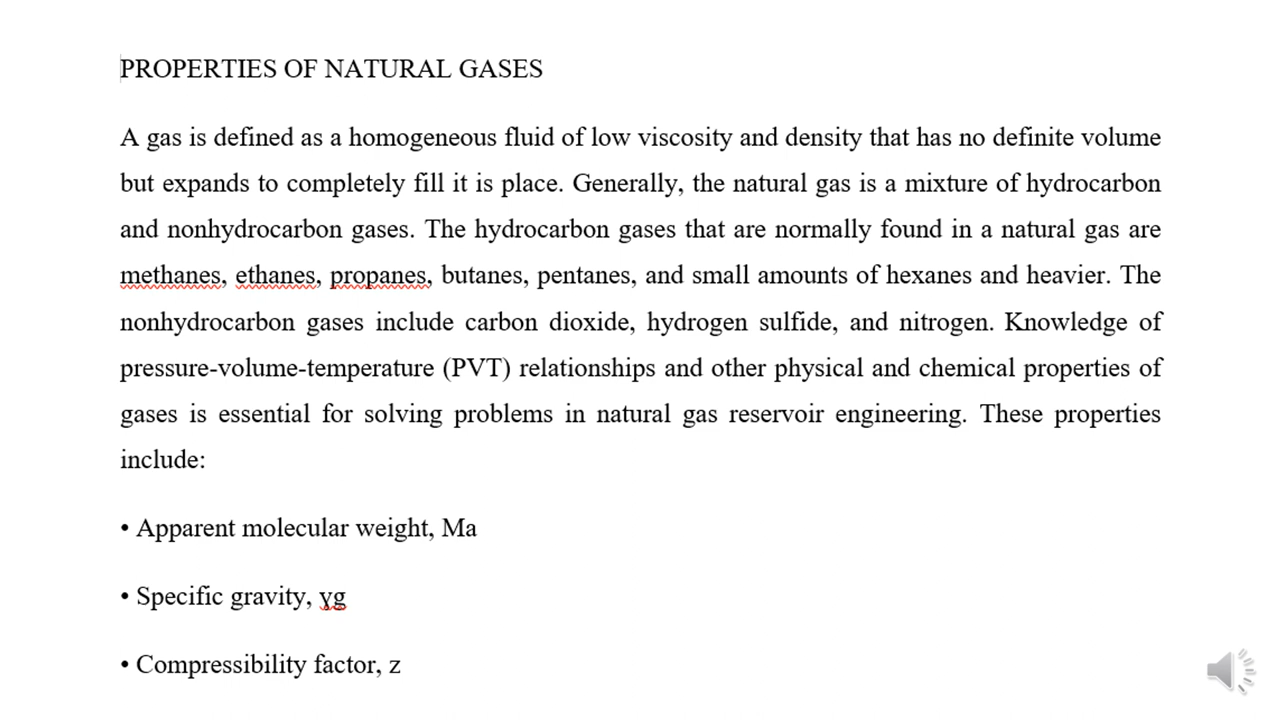 PROPERTIES OF NATURAL GASES
A gas is defined as a homogeneous fluid of low viscosity and density that has no definite volume
but expands to completely fill it is place. Generally, the natural gas is a mixture of hydrocarbon
and nonhydrocarbon gases. The hydrocarbon gases that are normally found in a natural gas are
methanes, ethanes, propanes, butanes, pentanes, and small amounts of hexanes and heavier. The
nonhydrocarbon gases include carbon dioxide, hydrogen sulfide, and nitrogen. Knowledge of
pressure-volume-temperature (PVT) relationships and other physical and chemical properties of
gases is essential for solving problems in natural gas reservoir engineering. These properties
include:
• Apparent molecular weight, Ma
• Specific gravity, γg
• Compressibility factor, z